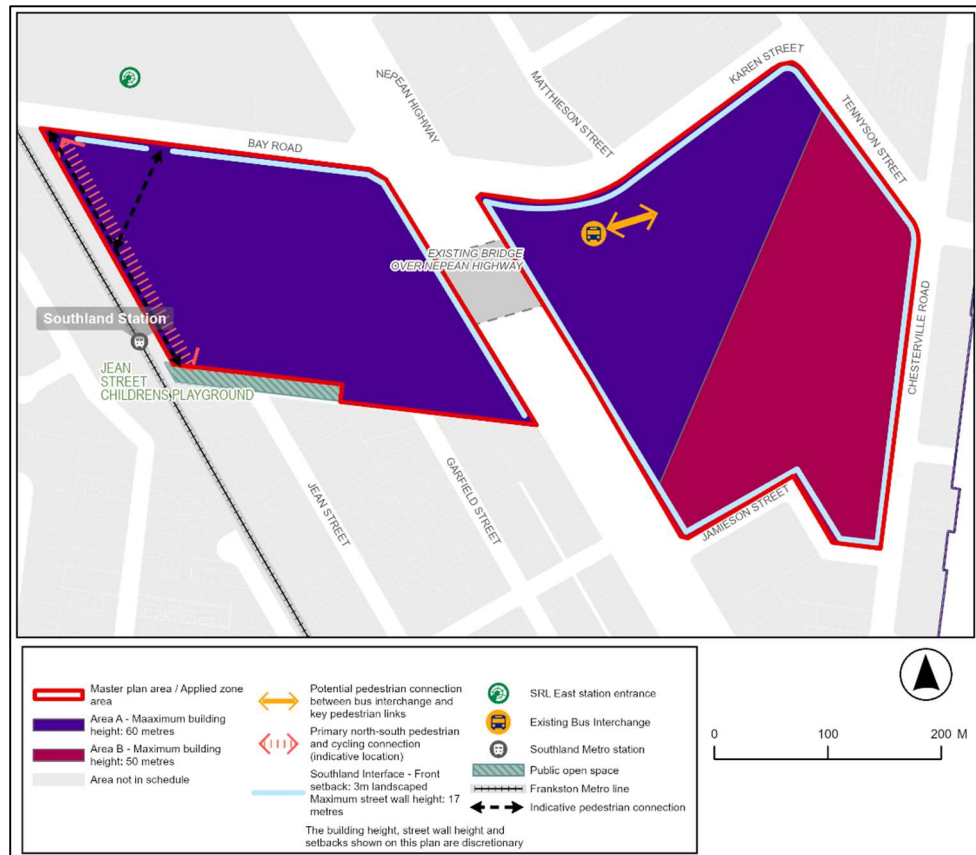 KAREN STREET
NEPEAN HIGHWAY
MATTHIESON STREET
TENNYSON STREET
BAY ROAD
EXISTING BRIDGE
OVER NEPEAN HIGHWAY
CHESTERVILLE ROAD
Southland Station
JEAN
STREET
CHILDRENS PLAYGROUND
JEAN STREET
GARFIELD STREET
JAMIESON STREET
Master plan area / Applied zone
area
Area A - Maaximum building
height: 60 metres
Area B - Maximum building
height: 50 metres
Area not in schedule
Potential pedestrian connection
between bus interchange and
key pedestrian links
Primary north-south pedestrian
and cycling connection
(indicative location)
Southland Interface - Front
setback: 3m landscaped
Maximum street wall height: 17
metres
The building height, street wall height and
setbacks shown on this plan are discretionary
SRL East station entrance
Existing Bus Interchange
Southland Metro station
Public open space
Frankston Metro line
Indicative pedestrian connection
0 100 200 M